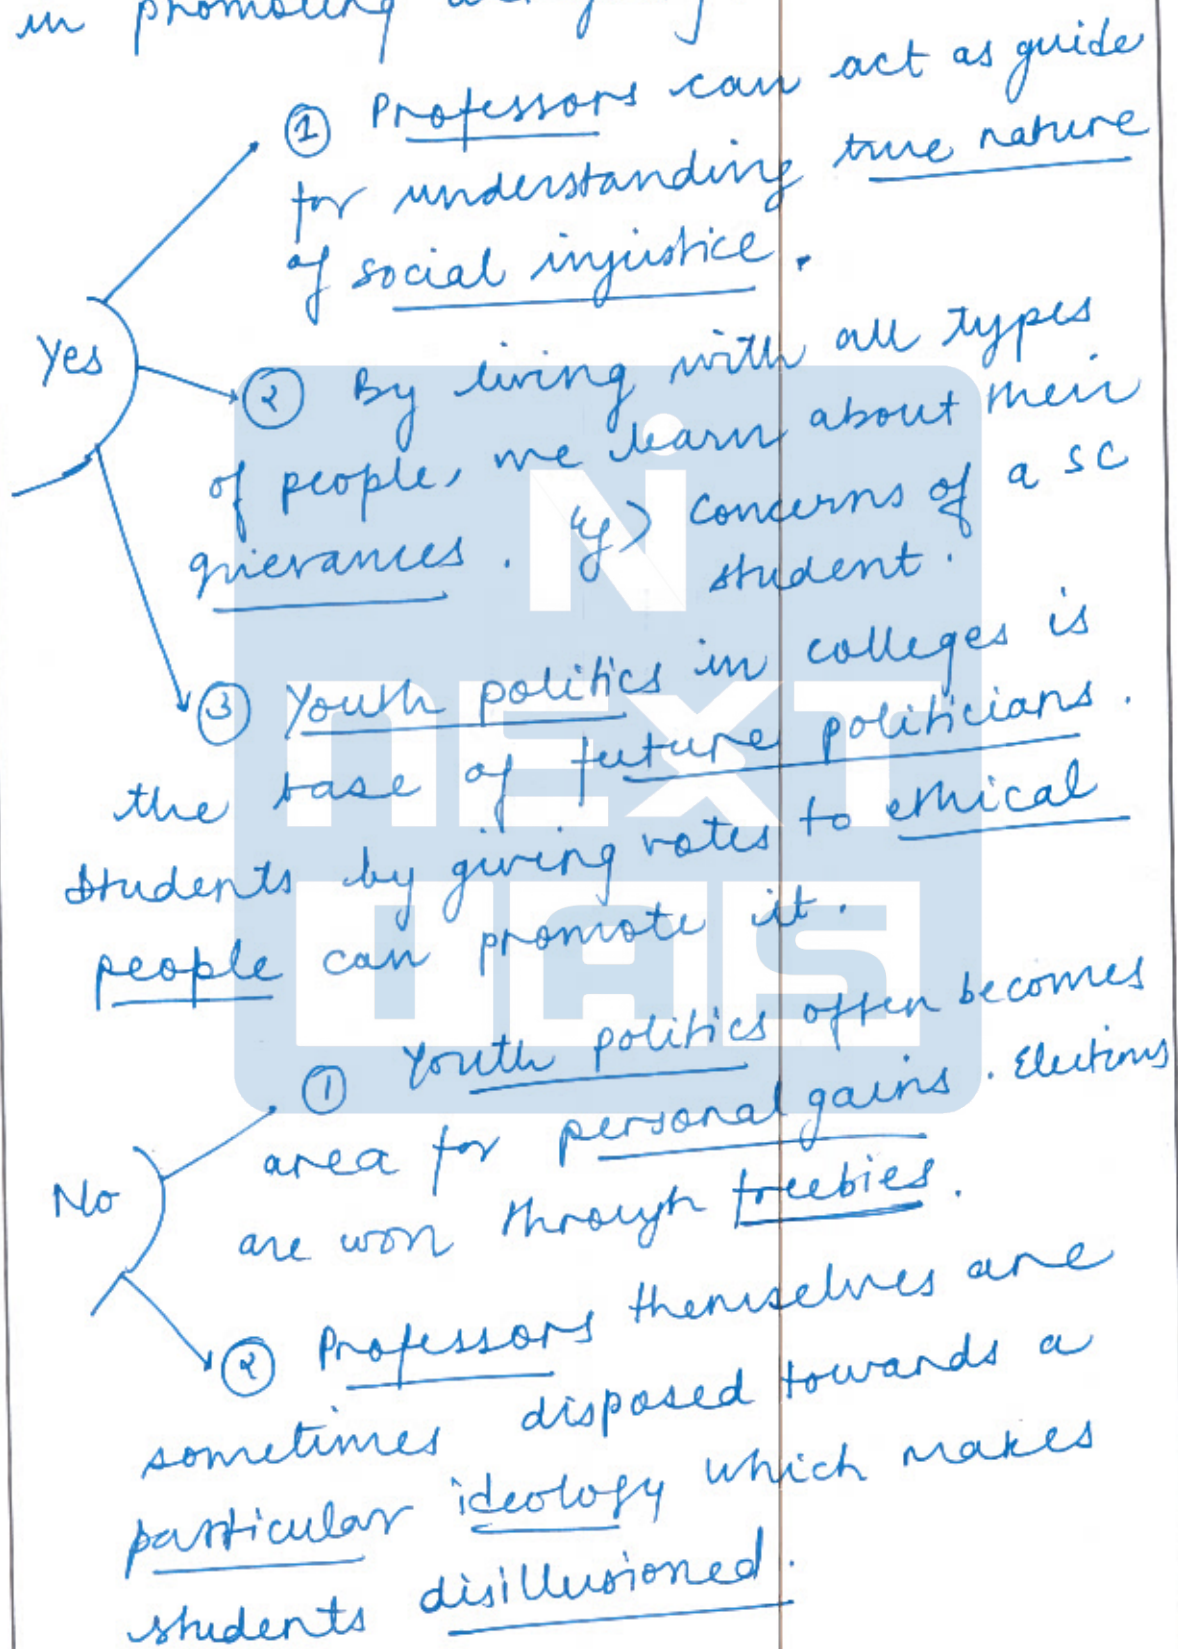 in promoting
① Professors can act as guide
for understanding true nature
of social injustice.
Yes
② By living with all types
of people, we learn about their
grievances. eg) concerns of a SC
student.
③ Youth politics in colleges is
the base of future politicians.
students by giving votes to ethical
people can promote it.
① Youth politics often becomes
area for personal gains. Elections
are won through freebies.
No
② Professors themselves are
sometimes disposed towards a
particular ideology which makes
students disillusioned.
NEXT
IAS